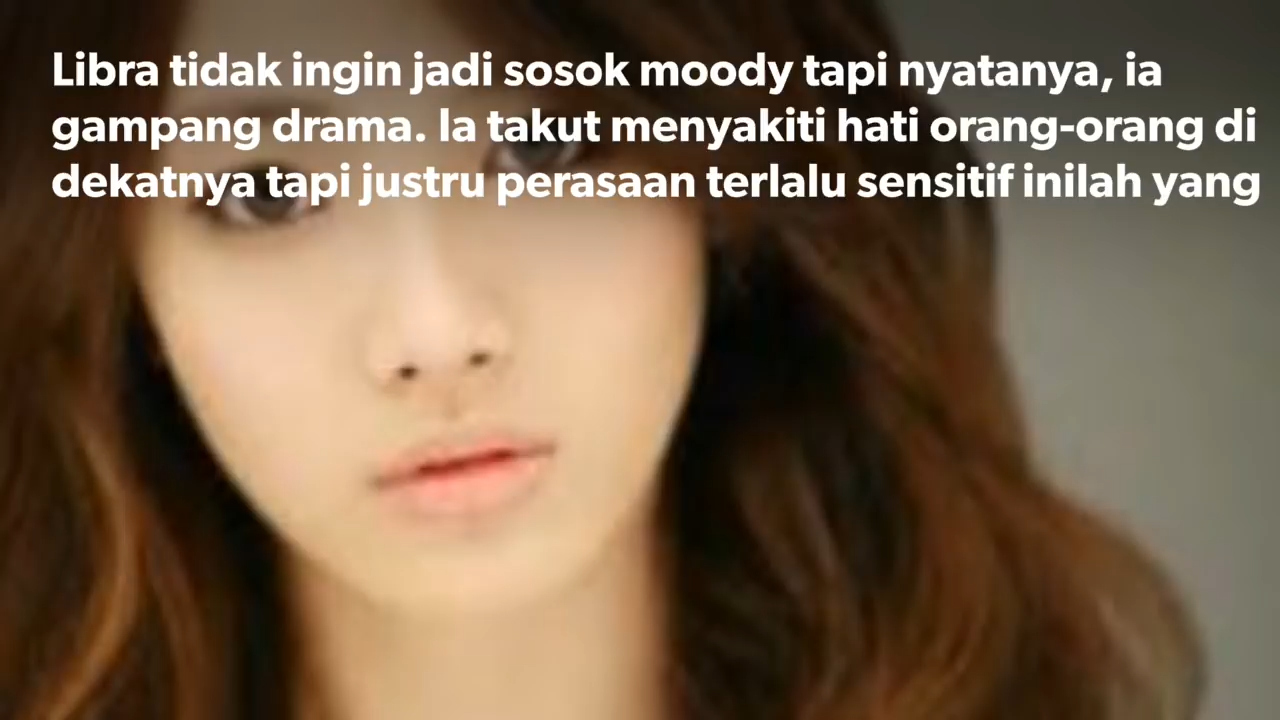 Libra tidak ingin jadi sosok moody tapi nyatanya, ia
gampang drama. Ia takut menyakiti hati orang-orang di
dekatnya tapi justru perasaan terlalu sensitif inilah yang